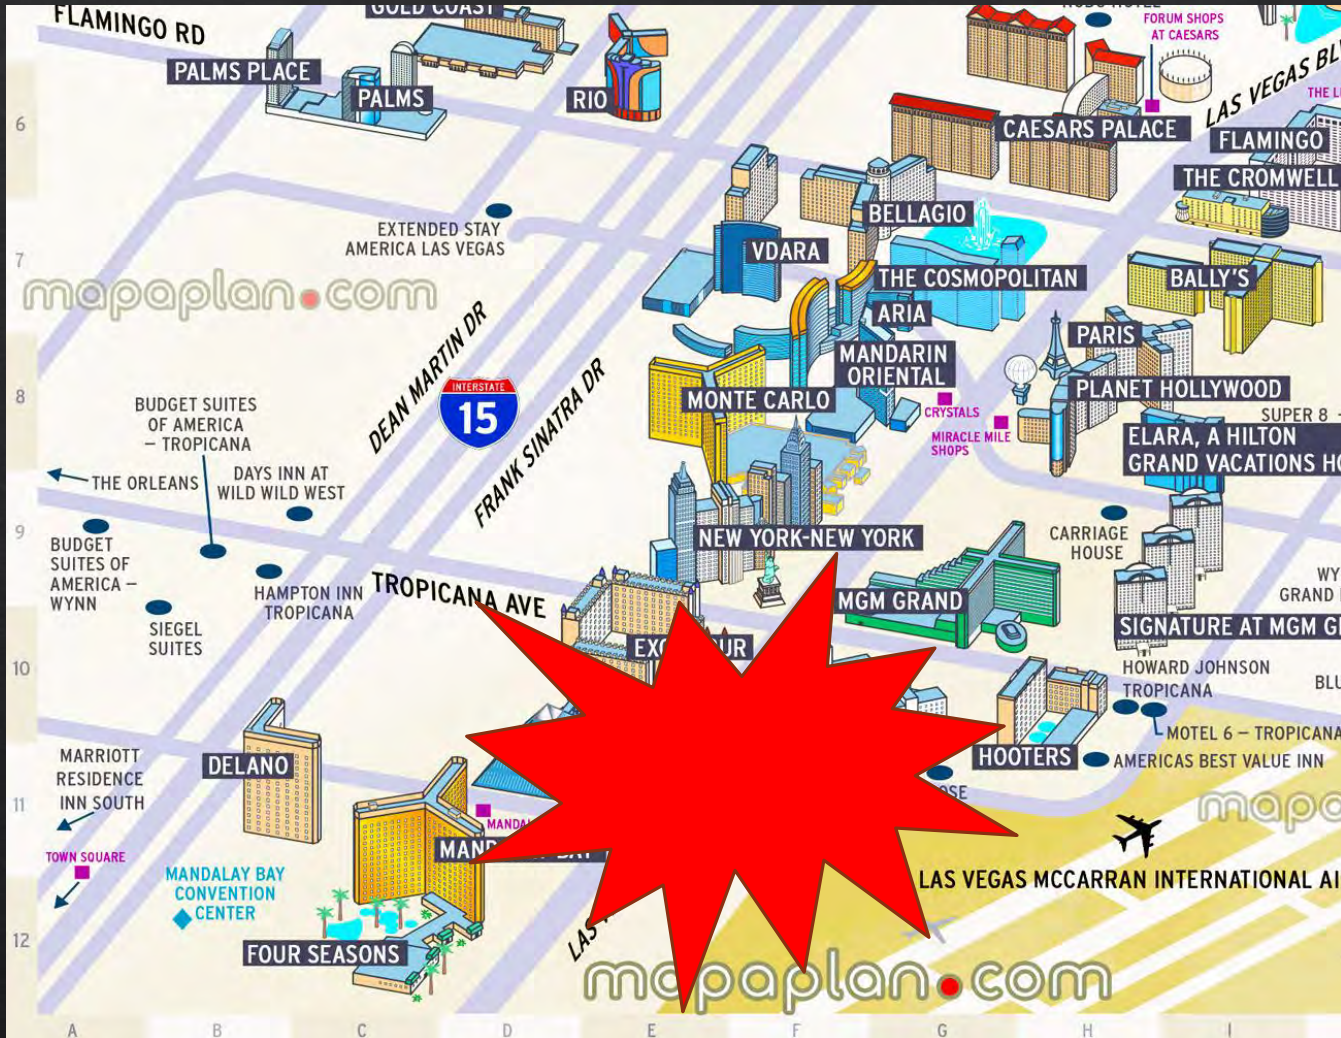 FLAMINGO RD
GOLD COAST
PALMS PLACE
PALMS
RIO
FORUM SHOPS
AT CAESARS
LAS VEGAS
CAESARS PALACE
FLAMINGO
THE CROMWELL
6
EXTENDED STAY
AMERICA LAS VEGAS
BELLAGIO
VDARA
THE COSMOPOLITAN
BALLY'S
7
mapaplan.com
ARIA
DEAN MARTIN DR
INTERSTATE
15
FRANK SINATRA DR
MANDARIN
ORIENTAL
PARIS
PLANET HOLLYWOOD
MONTE CARLO
CRYSTALS
MIRACLE MILE
SHOPS
SUPER 8 -
ELARA, A HILTON
GRAND VACATIONS
8
BUDGET SUITES
OF AMERICA
– TROPICANA
THE ORLEANS
DAYS INN AT
WILD WILD WEST
9
BUDGET
SUITES OF
AMERICA –
WYNN
SIEGEL
SUITES
HAMPTON INN
TROPICANA
TROPICANA AVE
NEW YORK-NEW YORK
CARRIAGE
HOUSE
MGM GRAND
GRAND
SIGNATURE AT MGM
10
HOWARD JOHNSON
TROPICANA
MOTEL 6 – TROPICANA
HOOTERS
AMERICAS BEST VALUE INN
MARRIOTT
RESIDENCE
INN SOUTH
DELANO
11
TOWN SQUARE
MANDALAY BAY
CONVENTION
CENTER
FOUR SEASONS
LAS VEGAS MCCARRAN INTERNATIONAL
12
mapaplan.com
A B C D E F G H I